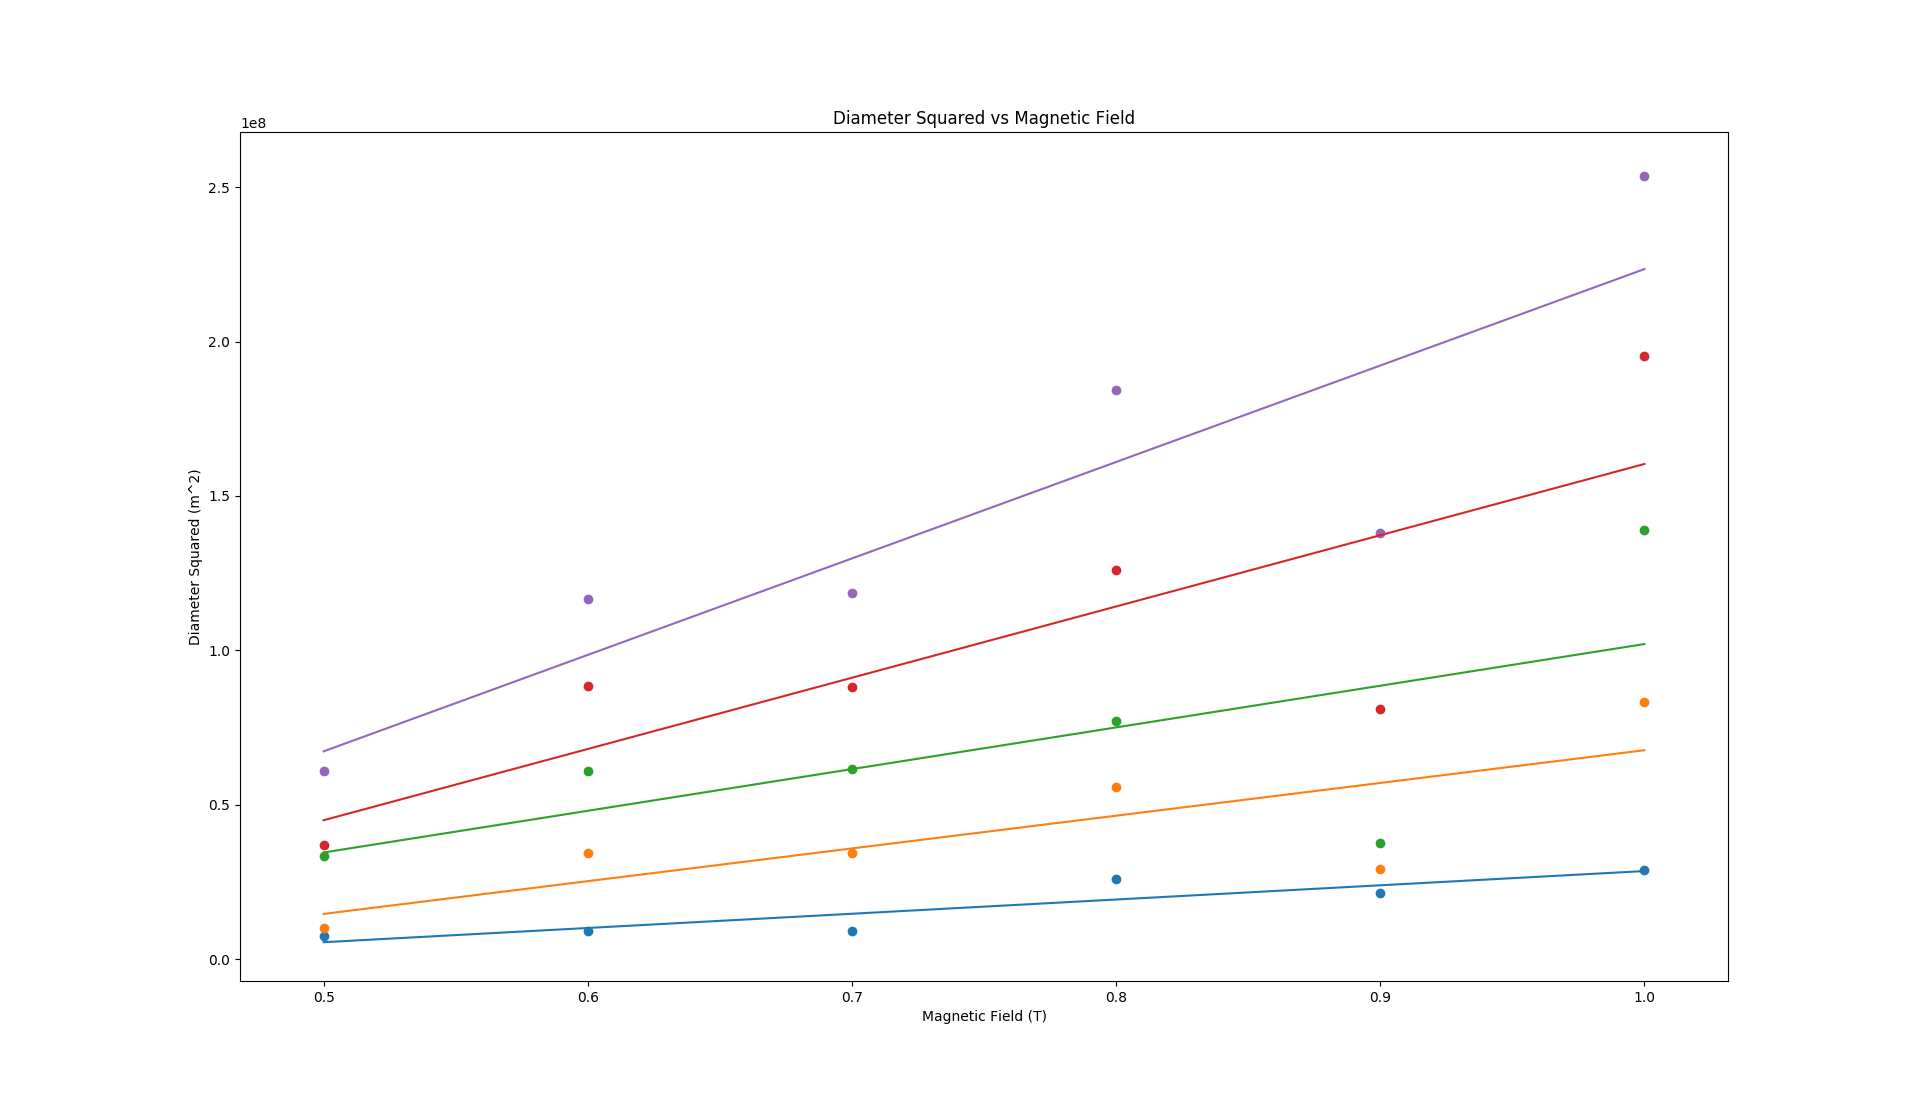 Diameter Squared vs Magnetic Field
1e8
2.5
2.0
1.5
1.0
0.5
0.0
Diameter Squared (m^2)
0.5 0.6 0.7 0.8 0.9 1.0
Magnetic Field (T)